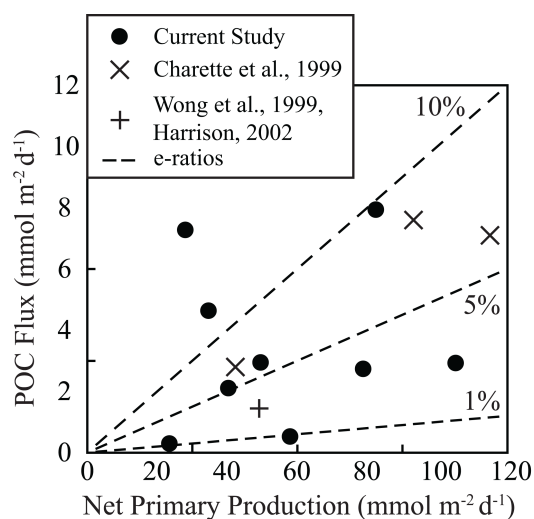 Current Study
Charette et al., 1999
Wong et al., 1999,
Harrison, 2002
e-ratios
12
10
8
6
4
2
0
POC Flux (mmol m⁻² d⁻¹)
10%
5%
1%
0
20
40
60
80
100
120
Net Primary Production (mmol m⁻² d⁻¹)